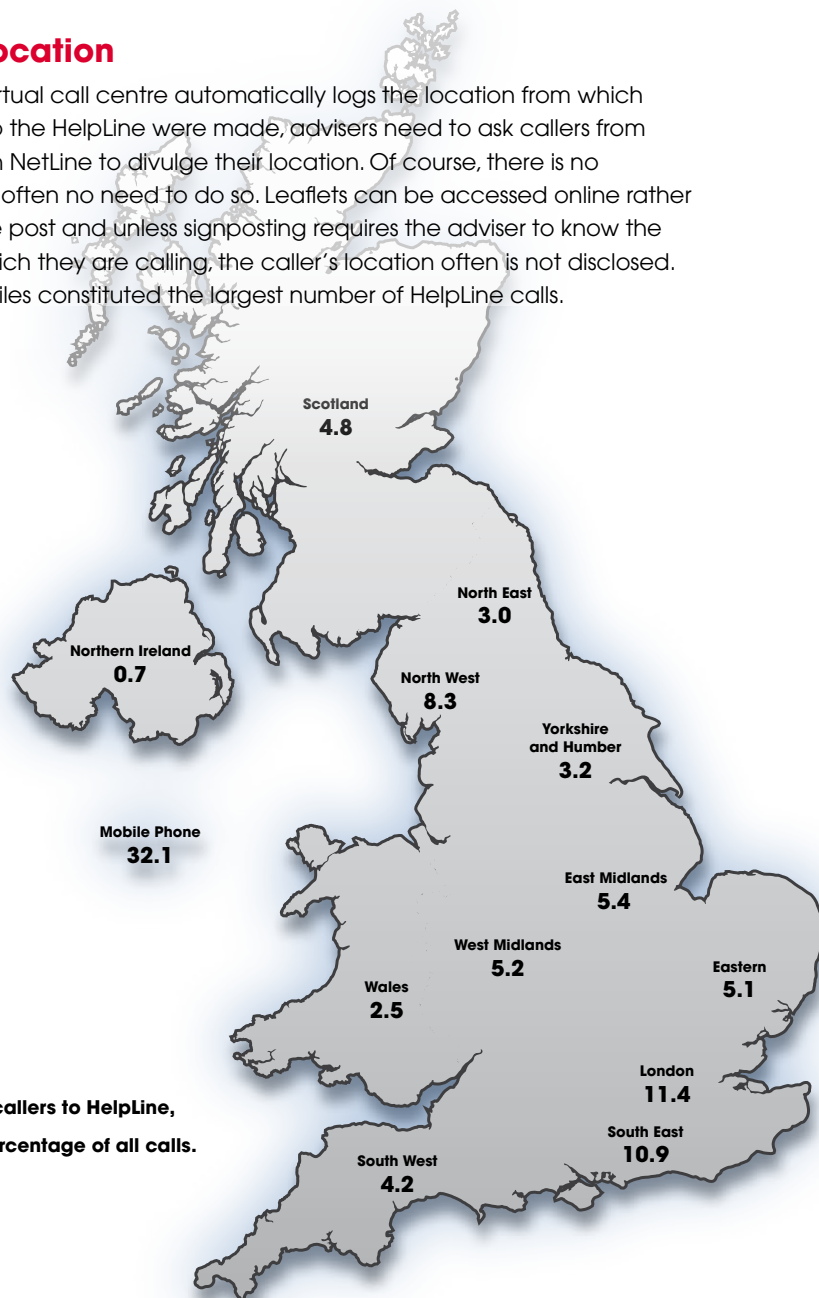 ocation
rtual call centre automatically logs the location from which
o the HelpLine were made, advisers need to ask callers from
n NetLine to divulge their location. Of course, there is no
often no need to do so. Leaflets can be accessed online rather
e post and unless signposting requires the adviser to know the
ich they are calling, the caller's location often is not disclosed.
iles constituted the largest number of HelpLine calls.
Scotland
4.8
North East
3.0
Northern Ireland
0.7
North West
8.3
Yorkshire
and Humber
3.2
Mobile Phone
32.1
East Midlands
5.4
West Midlands
5.2
Eastern
5.1
Wales
2.5
London
11.4
callers to HelpLine,
rcentage of all calls.
South East
10.9
South West
4.2